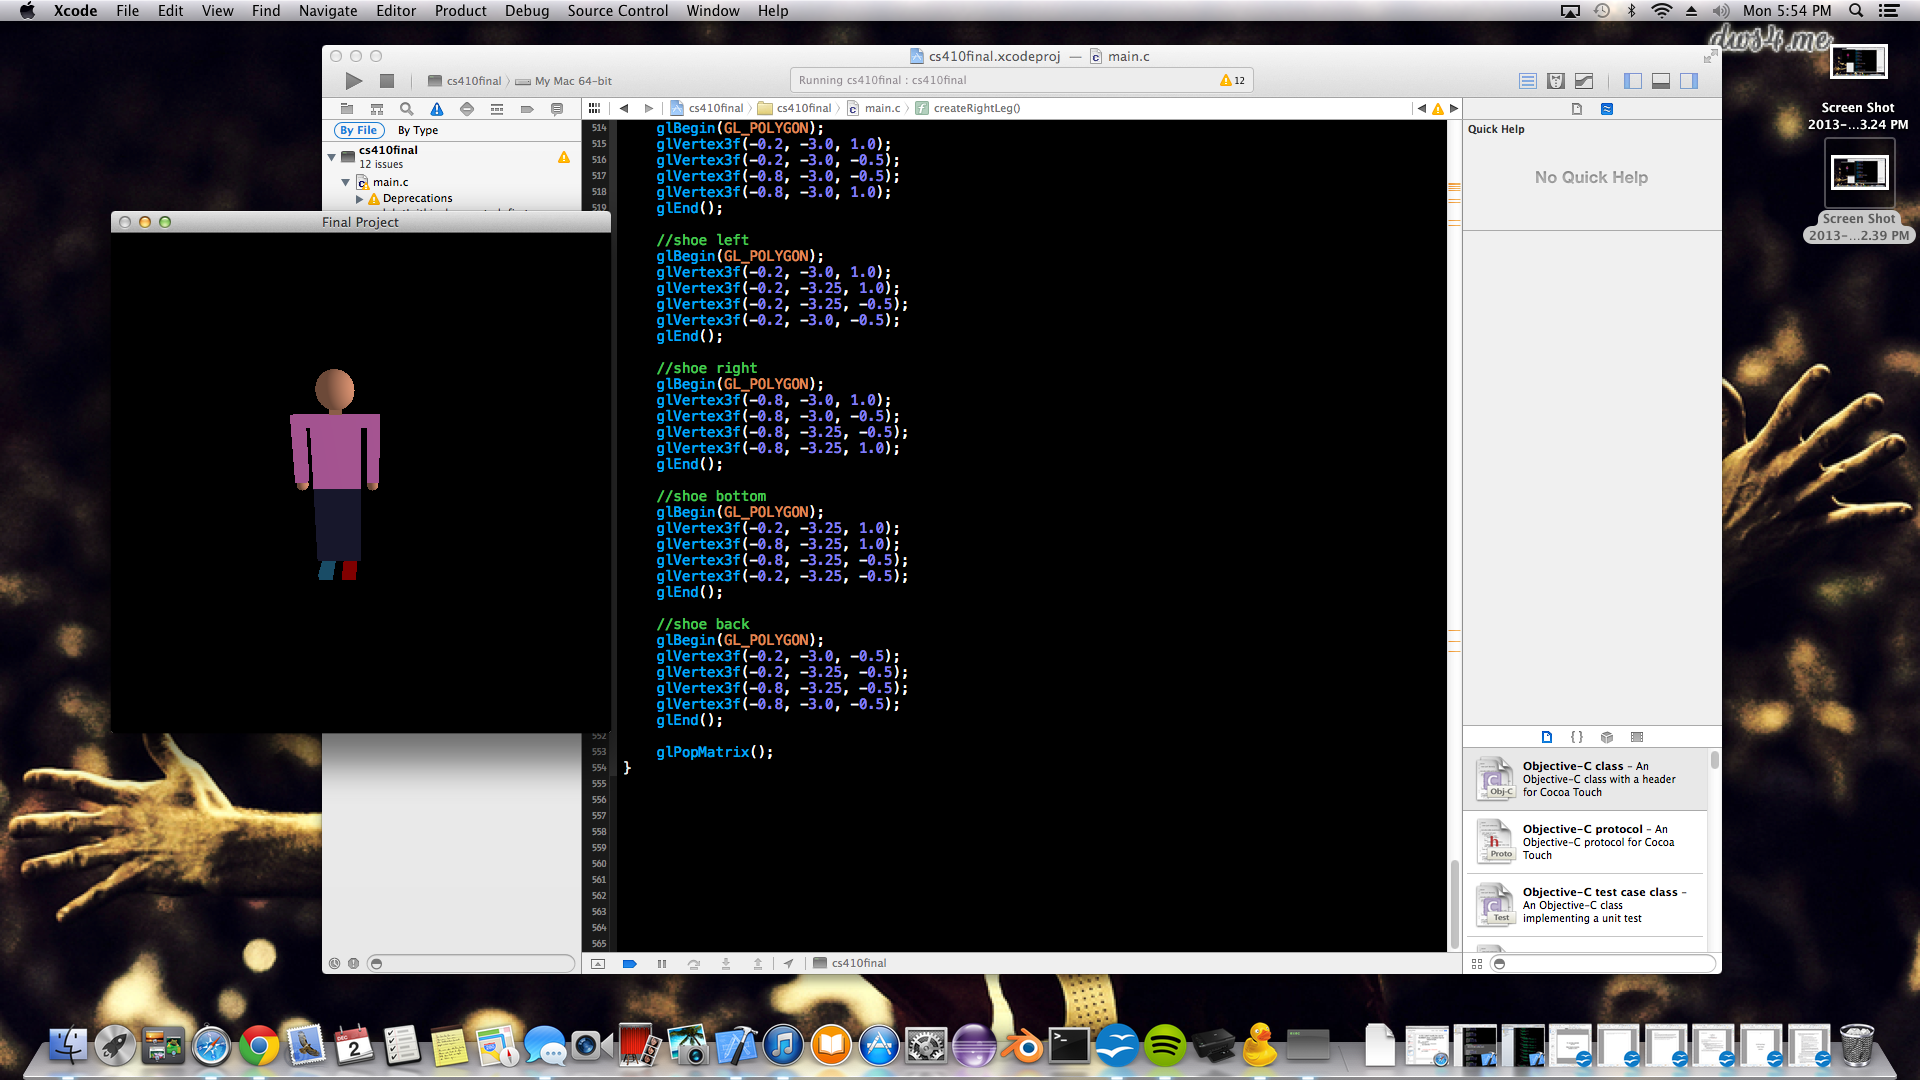 Xcode File Edit View Find Navigate Editor Product Debug Source Control Window Help
Mon 5:54 PM
dws4.me
cs410final.xcodeproj — main.c
cs410final My Mac 64-bit
Running cs410final : cs410final
12
cs410final cs410final main.c createRightLeg()
By File By Type
cs410final
12 issues
main.c
Deprecations
Final Project
514 glBegin(GL_POLYGON);
515 glVertex3f(-0.2, -3.0, 1.0);
516 glVertex3f(-0.2, -3.0, -0.5);
517 glVertex3f(-0.8, -3.0, -0.5);
518 glVertex3f(-0.8, -3.0, 1.0);
519 glEnd();
//shoe left
glBegin(GL_POLYGON);
glVertex3f(-0.2, -3.0, 1.0);
glVertex3f(-0.2, -3.25, 1.0);
glVertex3f(-0.2, -3.25, -0.5);
glVertex3f(-0.2, -3.0, -0.5);
glEnd();
//shoe right
glBegin(GL_POLYGON);
glVertex3f(-0.8, -3.0, 1.0);
glVertex3f(-0.8, -3.0, -0.5);
glVertex3f(-0.8, -3.25, -0.5);
glVertex3f(-0.8, -3.25, 1.0);
glEnd();
//shoe bottom
glBegin(GL_POLYGON);
glVertex3f(-0.2, -3.25, 1.0);
glVertex3f(-0.8, -3.25, 1.0);
glVertex3f(-0.8, -3.25, -0.5);
glVertex3f(-0.2, -3.25, -0.5);
glEnd();
//shoe back
glBegin(GL_POLYGON);
glVertex3f(-0.2, -3.0, -0.5);
glVertex3f(-0.2, -3.25, -0.5);
glVertex3f(-0.8, -3.25, -0.5);
glVertex3f(-0.8, -3.0, -0.5);
glEnd();
552
553 glPopMatrix();
554 }
555
556
557
558
559
560
561
562
563
564
565
cs410final
Quick Help
No Quick Help
Objective-C class - An
Objective-C class with a header
for Cocoa Touch
Obj-C
Objective-C protocol - An
Objective-C protocol for Cocoa
Touch
Proto
Objective-C test case class -
An Objective-C class
implementing a unit test
Test
Screen Shot
2013-...3.24 PM
Screen Shot
2013-...2.39 PM
DEC
2